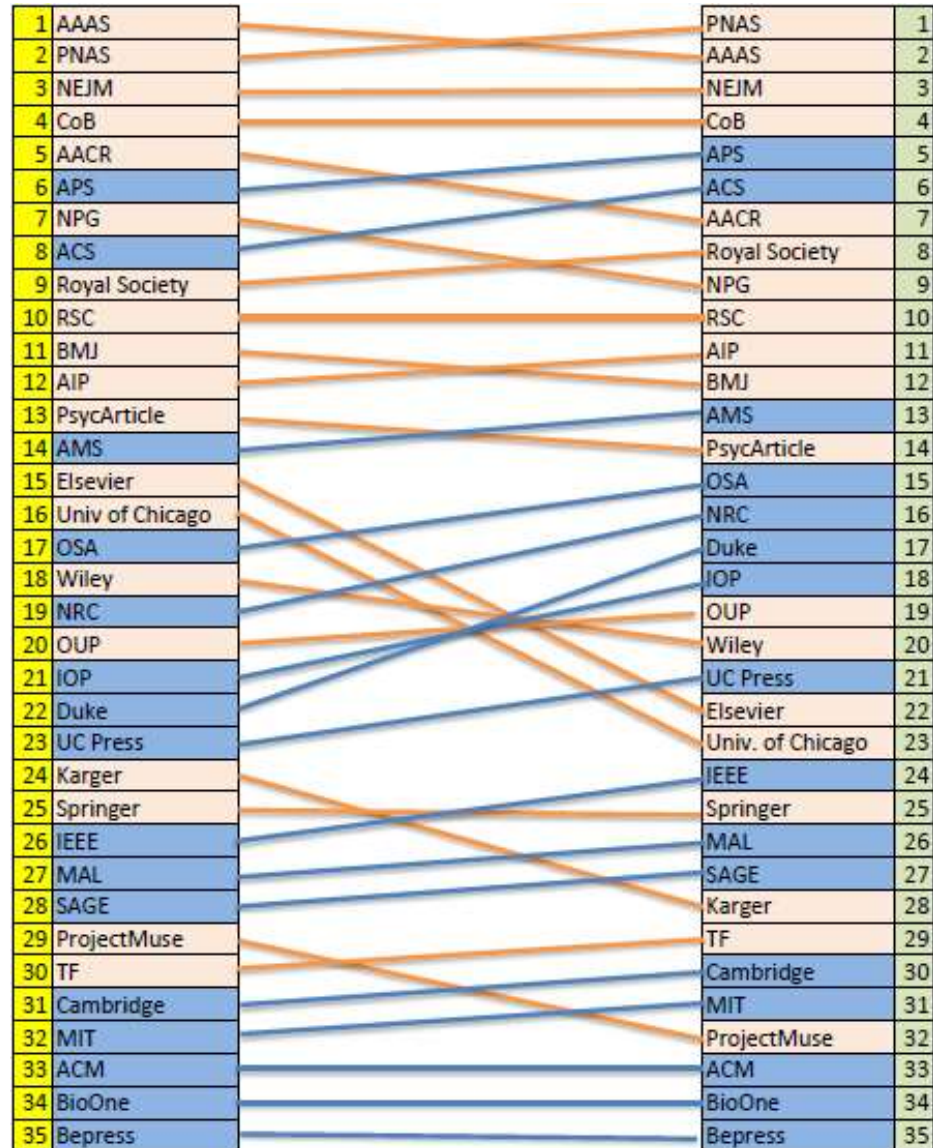 1 AAAS PNAS 1
2 PNAS AAAS 2
3 NEJM NEJM 3
4 CoB CoB 4
5 AACR APS 5
6 APS ACS 6
7 NPG AACR 7
8 ACS Royal Society 8
9 Royal Society NPG 9
10 RSC RSC 10
11 BMJ AIP 11
12 AIP BMJ 12
13 PsycArticle AMS 13
14 AMS PsycArticle 14
15 Elsevier OSA 15
16 Univ of Chicago NRC 16
17 OSA Duke 17
18 Wiley IOP 18
19 NRC OUP 19
20 OUP Wiley 20
21 IOP UC Press 21
22 Duke Elsevier 22
23 UC Press Univ. of Chicago 23
24 Karger IEEE 24
25 Springer Springer 25
26 IEEE MAL 26
27 MAL SAGE 27
28 SAGE Karger 28
29 ProjectMuse TF 29
30 TF Cambridge 30
31 Cambridge MIT 31
32 MIT ProjectMuse 32
33 ACM ACM 33
34 BioOne BioOne 34
35 Bepress Bepress 35